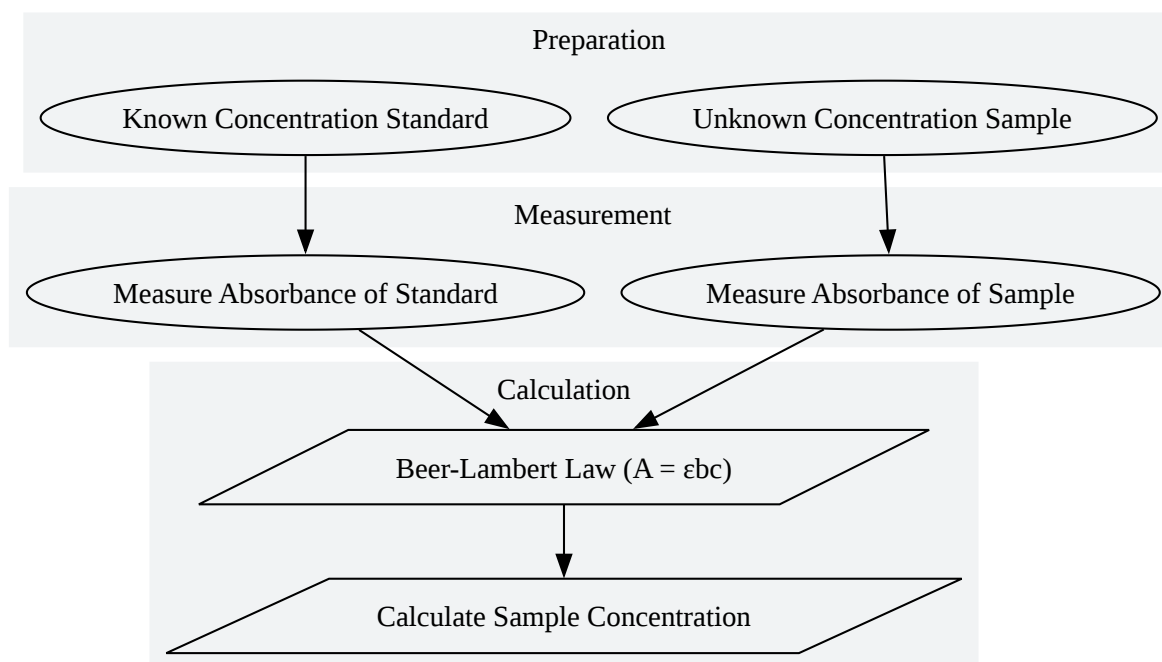 Preparation
Known Concentration Standard
Unknown Concentration Sample
Measurement
Measure Absorbance of Standard
Measure Absorbance of Sample
Calculation
Beer-Lambert Law (A = εbc)
Calculate Sample Concentration